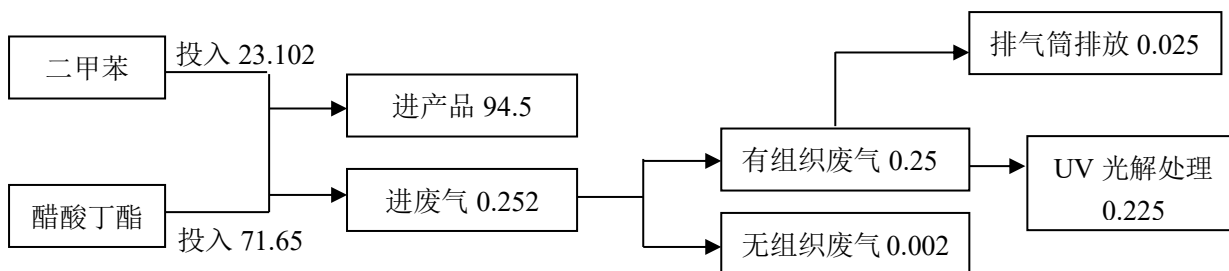 二甲苯
投入 23.102
醋酸丁酯
投入 71.65
进产品 94.5
进废气 0.252
有组织废气 0.25
无组织废气 0.002
排气筒排放 0.025
UV 光解处理
0.225